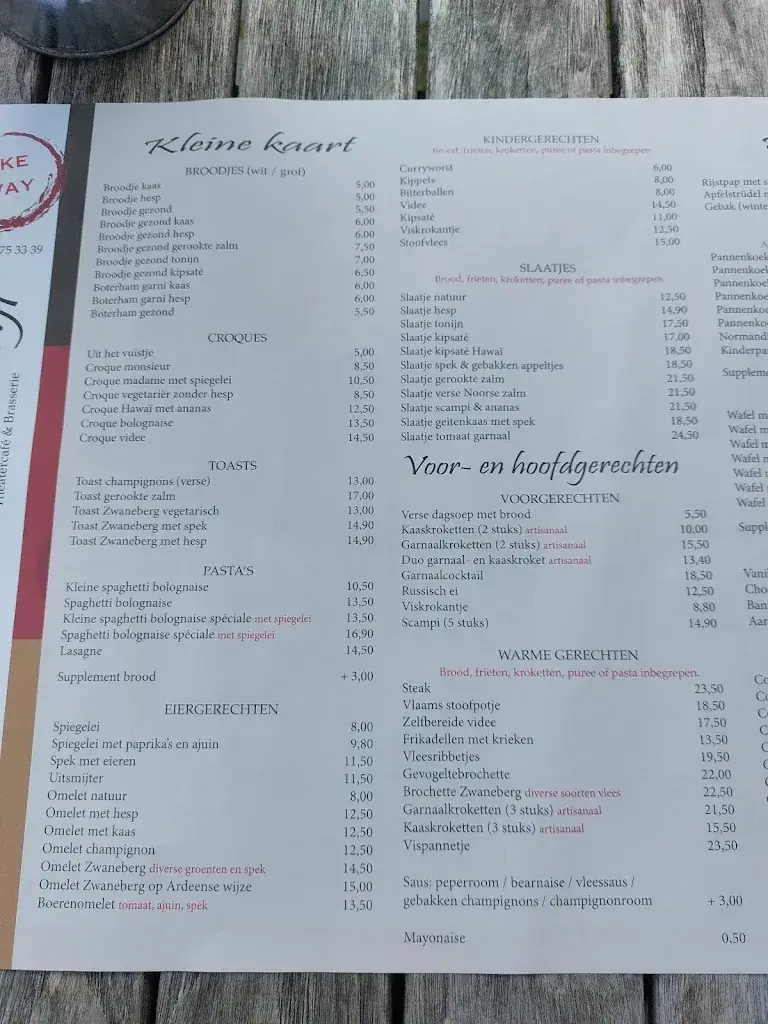 KE
WAY
75 33 39
Theatercafé & Brasserie
Kleine kaart
BROODJES (wit / grof)
Broodje kaas 5,00
Broodje hesp 5,00
Broodje gezond 5,50
Broodje gezond kaas 6,00
Broodje gezond hesp 6,00
Broodje gezond gerookte zalm 7,50
Broodje gezond tonijn 7,00
Broodje gezond kipsaté 6,50
Boterham garni kaas 6,00
Boterham garni hesp 6,00
Boterham gezond 5,50
CROQUES
Uit het vuistje 5,00
Croque monsieur 8,50
Croque madame met spiegelei 10,50
Croque vegetariër zonder hesp 8,50
Croque Hawaï met ananas 12,50
Croque bolognaise 13,50
Croque videe 14,50
TOASTS
Toast champignons (verse) 13,00
Toast gerookte zalm 17,00
Toast Zwaneberg vegetarisch 13,00
Toast Zwaneberg met spek 14,90
Toast Zwaneberg met hesp 14,90
PASTA'S
Kleine spaghetti bolognaise 10,50
Spaghetti bolognaise 13,50
Kleine spaghetti bolognaise spéciale met spiegelei 13,50
Spaghetti bolognaise spéciale met spiegelei 16,90
Lasagne 14,50
Supplement brood + 3,00
EIERGERECHTEN
Spiegelei 8,00
Spiegelei met paprika's en ajuin 9,80
Spek met eieren 11,50
Uitsmijter 11,50
Omelet natuur 8,00
Omelet met hesp 12,50
Omelet met kaas 12,50
Omelet champignon 12,50
Omelet Zwaneberg diverse groenten en spek 14,50
Omelet Zwaneberg op Ardeense wijze 15,00
Boerenomelet tomaat, ajuin, spek 13,50
KINDERGERECHTEN
Brood, frieten, kroketten, puree of pasta inbegrepen
Curryworst 6,00
Kippets 8,00
Bitterballen 8,00
Videe 14,50
Kipsaté 11,00
Viskrokantje 12,50
Stoofvlees 15,00
SLAATJES
Brood, frieten, kroketten, puree of pasta inbegrepen
Slaatje natuur 12,50
Slaatje hesp 14,90
Slaatje tonijn 17,50
Slaatje kipsaté 17,00
Slaatje kipsaté Hawaï 18,50
Slaatje spek & gebakken appeltjes 18,50
Slaatje gerookte zalm 21,50
Slaatje verse Noorse zalm 21,50
Slaatje scampi & ananas 21,50
Slaatje geitenkaas met spek 18,50
Slaatje tomaat garnaal 24,50
Voor- en hoofdgerechten
VOORGERECHTEN
Verse dagsoep met brood 5,50
Kaaskroketten (2 stuks) artisanaal 10,00
Garnaalkroketten (2 stuks) artisanaal 15,50
Duo garnaal- en kaaskroket artisanaal 13,40
Garnaalcocktail 18,50
Russisch ei 12,50
Viskrokantje 8,80
Scampi (5 stuks) 14,90
WARME GERECHTEN
Brood, frieten, kroketten, puree of pasta inbegrepen.
Steak 23,50
Vlaams stoofpotje 18,50
Zelfbereide videe 17,50
Frikadellen met krieken 13,50
Vleesribbetjes 19,50
Gevogeltebrochette 22,00
Brochette Zwaneberg diverse soorten vlees 22,50
Garnaalkroketten (3 stuks) artisanaal 21,50
Kaaskroketten (3 stuks) artisanaal 15,50
Vispannetje 23,50
Saus: peperroom / bearnaise / vleessaus /
gebakken champignons / champignonroom + 3,00
Mayonaise 0,50
Rijstpap met s
Apfelstrüdel
Gebak (winte
Pannenkoek
Pannenkoek
Pannenkoe
Pannenkoe
Pannenko
Pannenko
Normandi
Kinderpa
Suppleme
Wafel m
Wafel m
Wafel m
Wafel m
Wafel n
Wafel
Wafel
Suppl
Vani
Cho
Ban
Aar